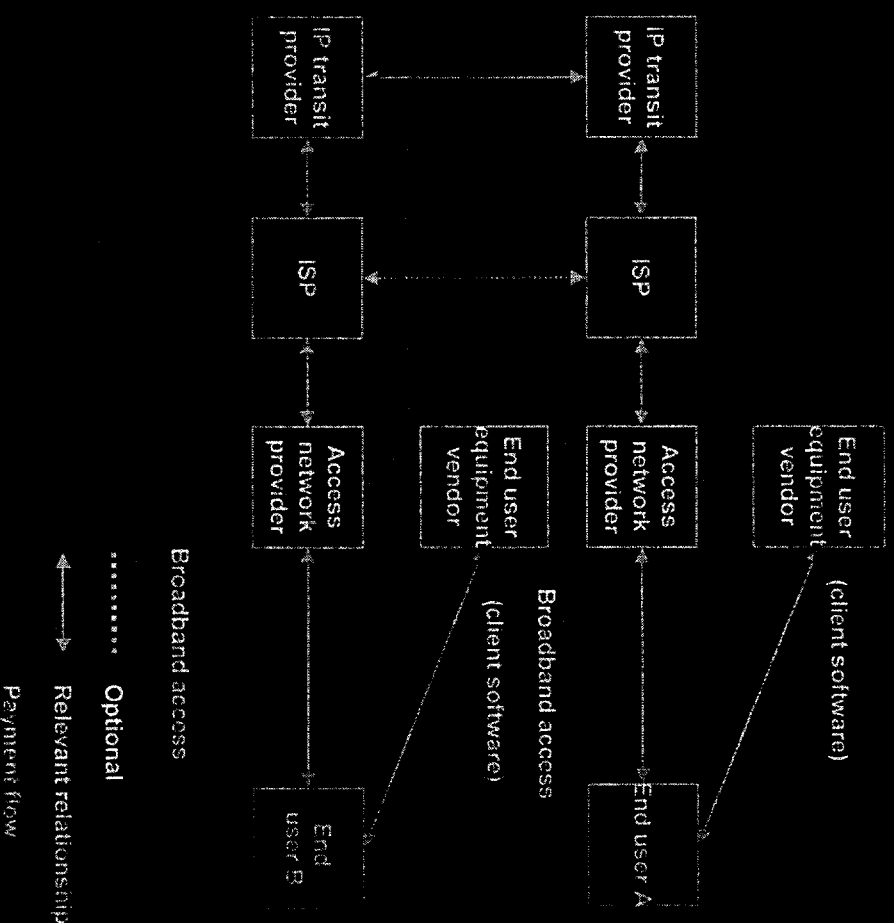 End user
equipment
vendor
(client software)
IP transit
provider
ISP
Access
network
provider
End user A
Broadband access
End user
equipment
vendor
(client software)
IP transit
provider
ISP
Access
network
provider
End
user B
Broadband access
Optional
Relevant relationship
Payment flow